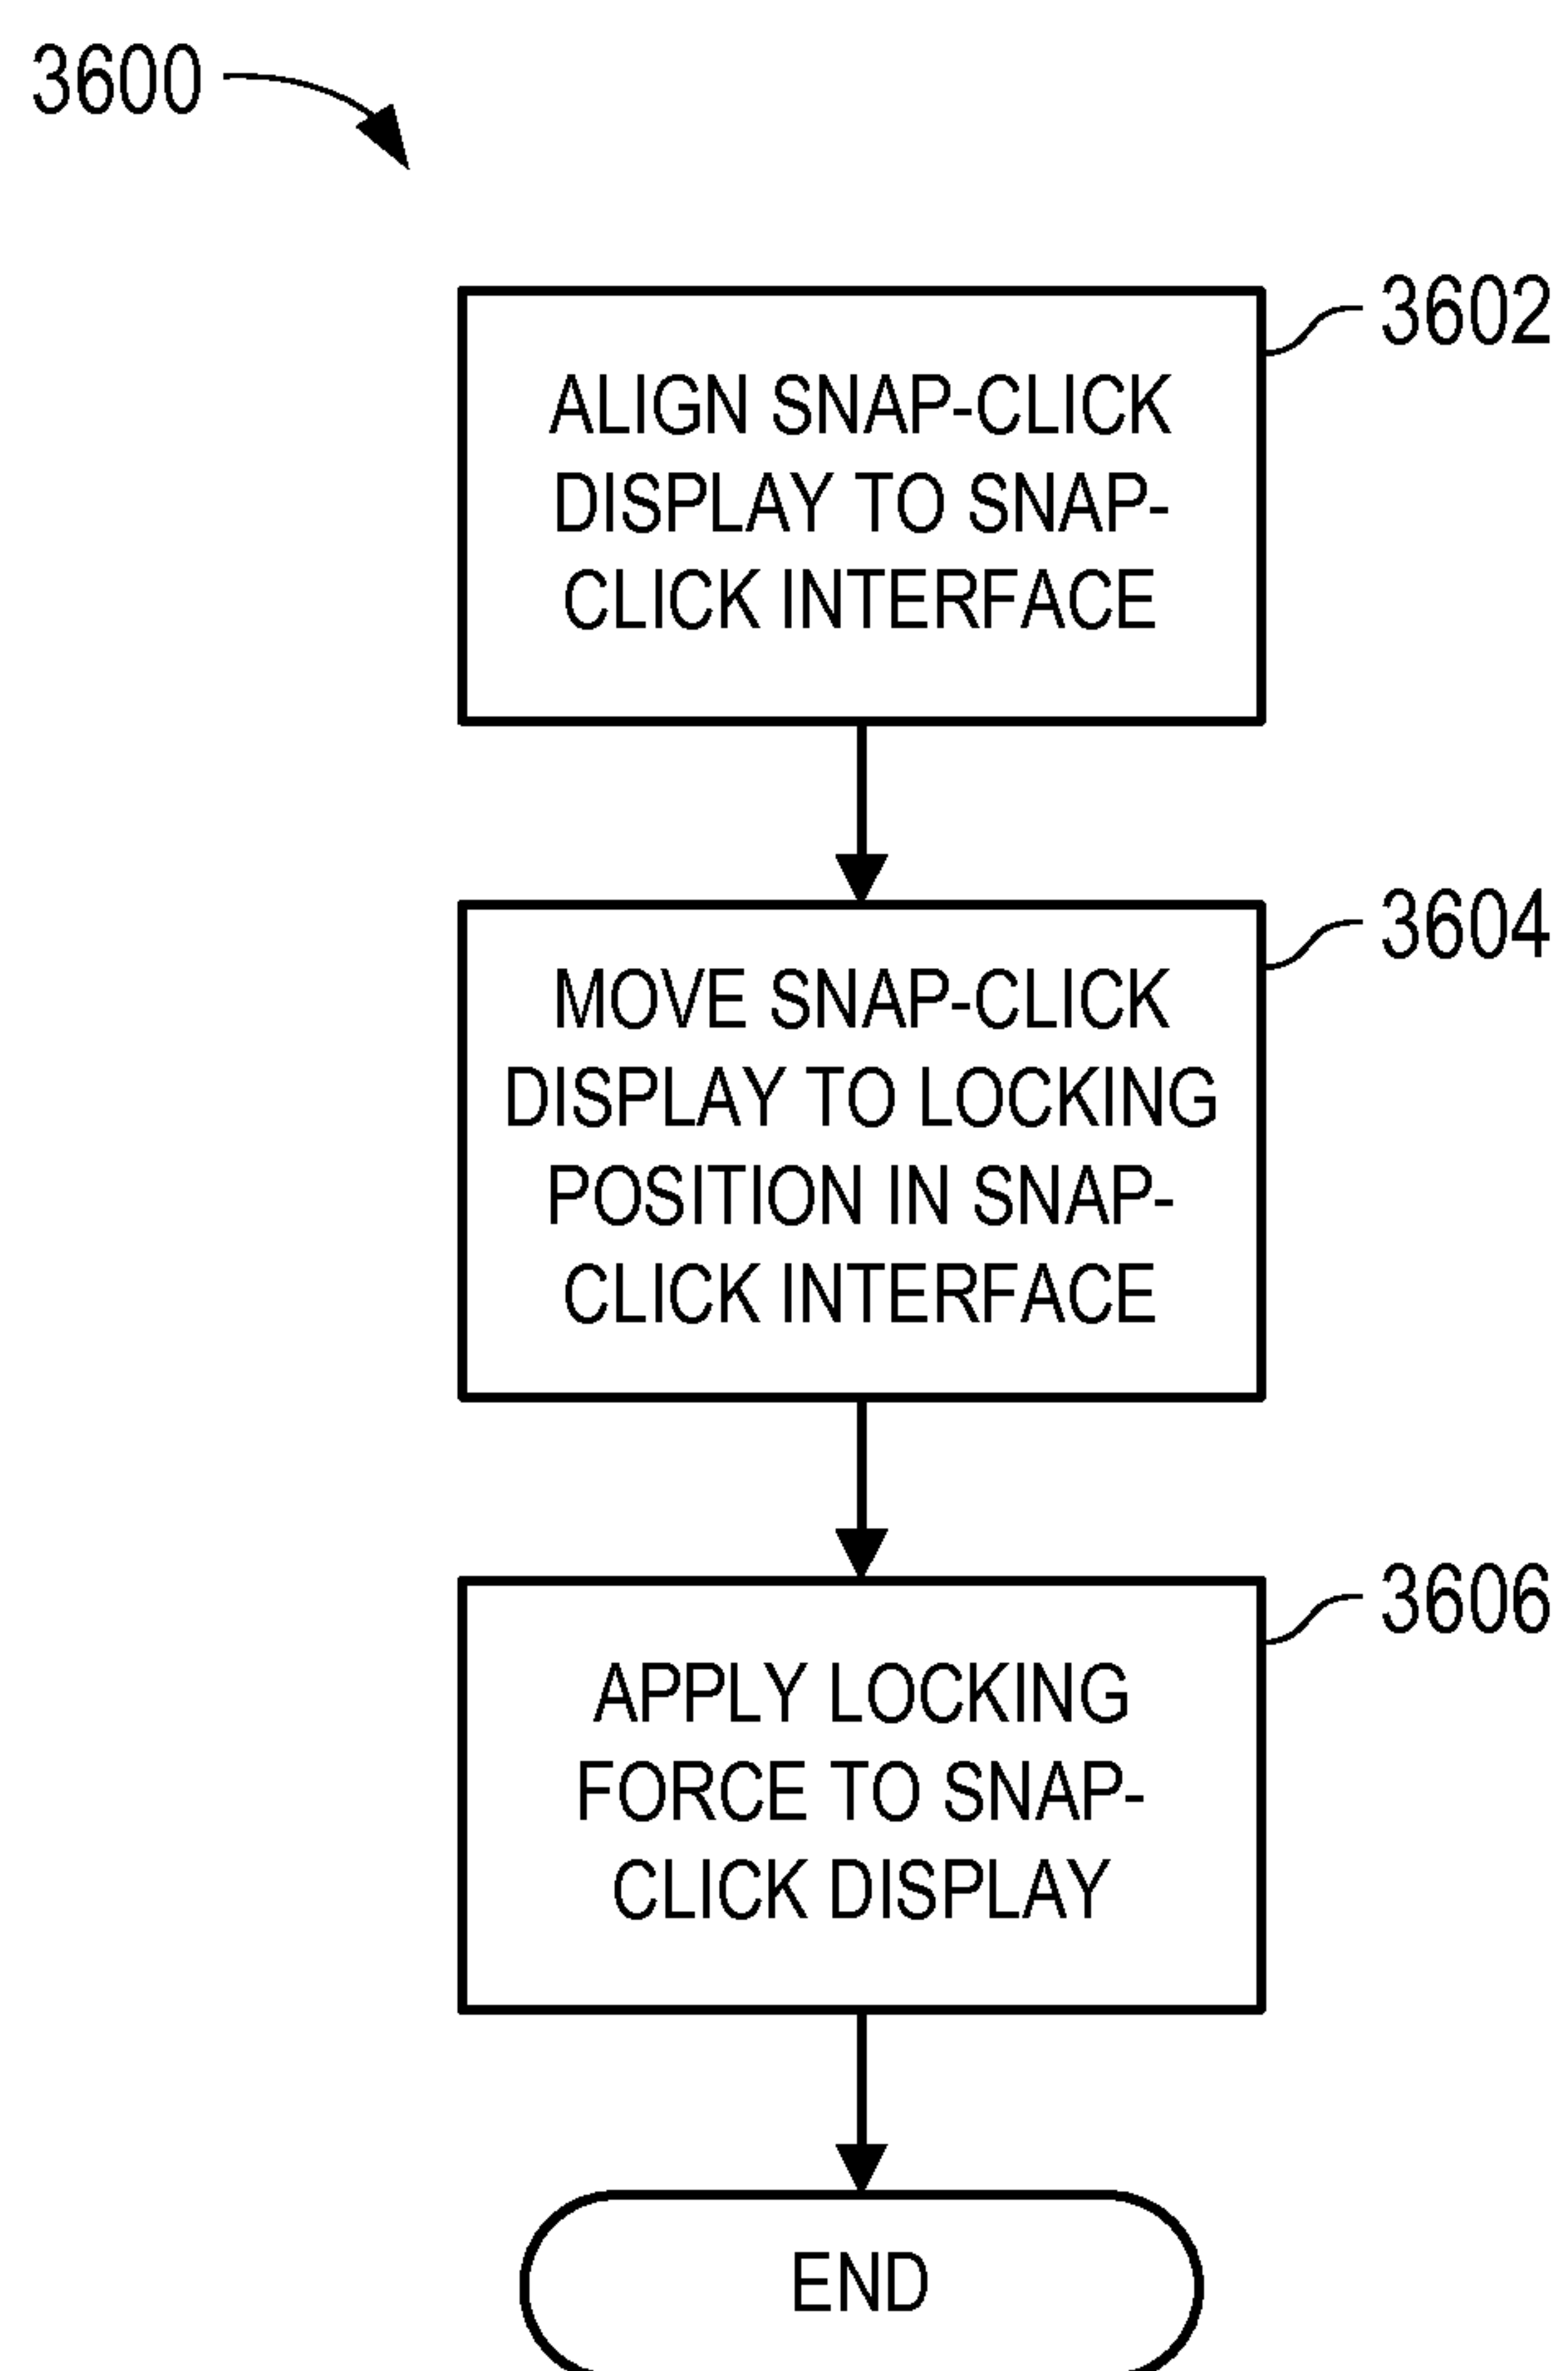 3600
3602
ALIGN SNAP-CLICK
DISPLAY TO SNAP-
CLICK INTERFACE
3604
MOVE SNAP-CLICK
DISPLAY TO LOCKING
POSITION IN SNAP-
CLICK INTERFACE
3606
APPLY LOCKING
FORCE TO SNAP-
CLICK DISPLAY
END